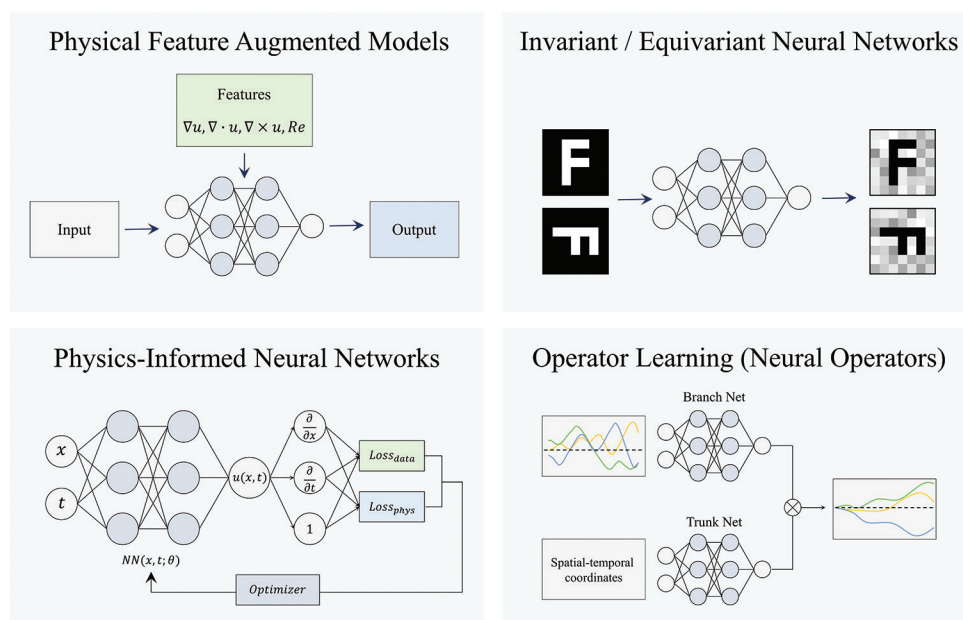 Physical Feature Augmented Models
Features
∇u, ∇ · u, ∇ × u, Re
Input
Output
Invariant / Equivariant Neural Networks
F
F
F
F
Physics-Informed Neural Networks
x
t
NN(x, t; θ)
u(x, t)
∂/∂x
∂/∂t
1
Loss_data
Loss_phys
Optimizer
Operator Learning (Neural Operators)
Branch Net
Trunk Net
Spatial-temporal
coordinates